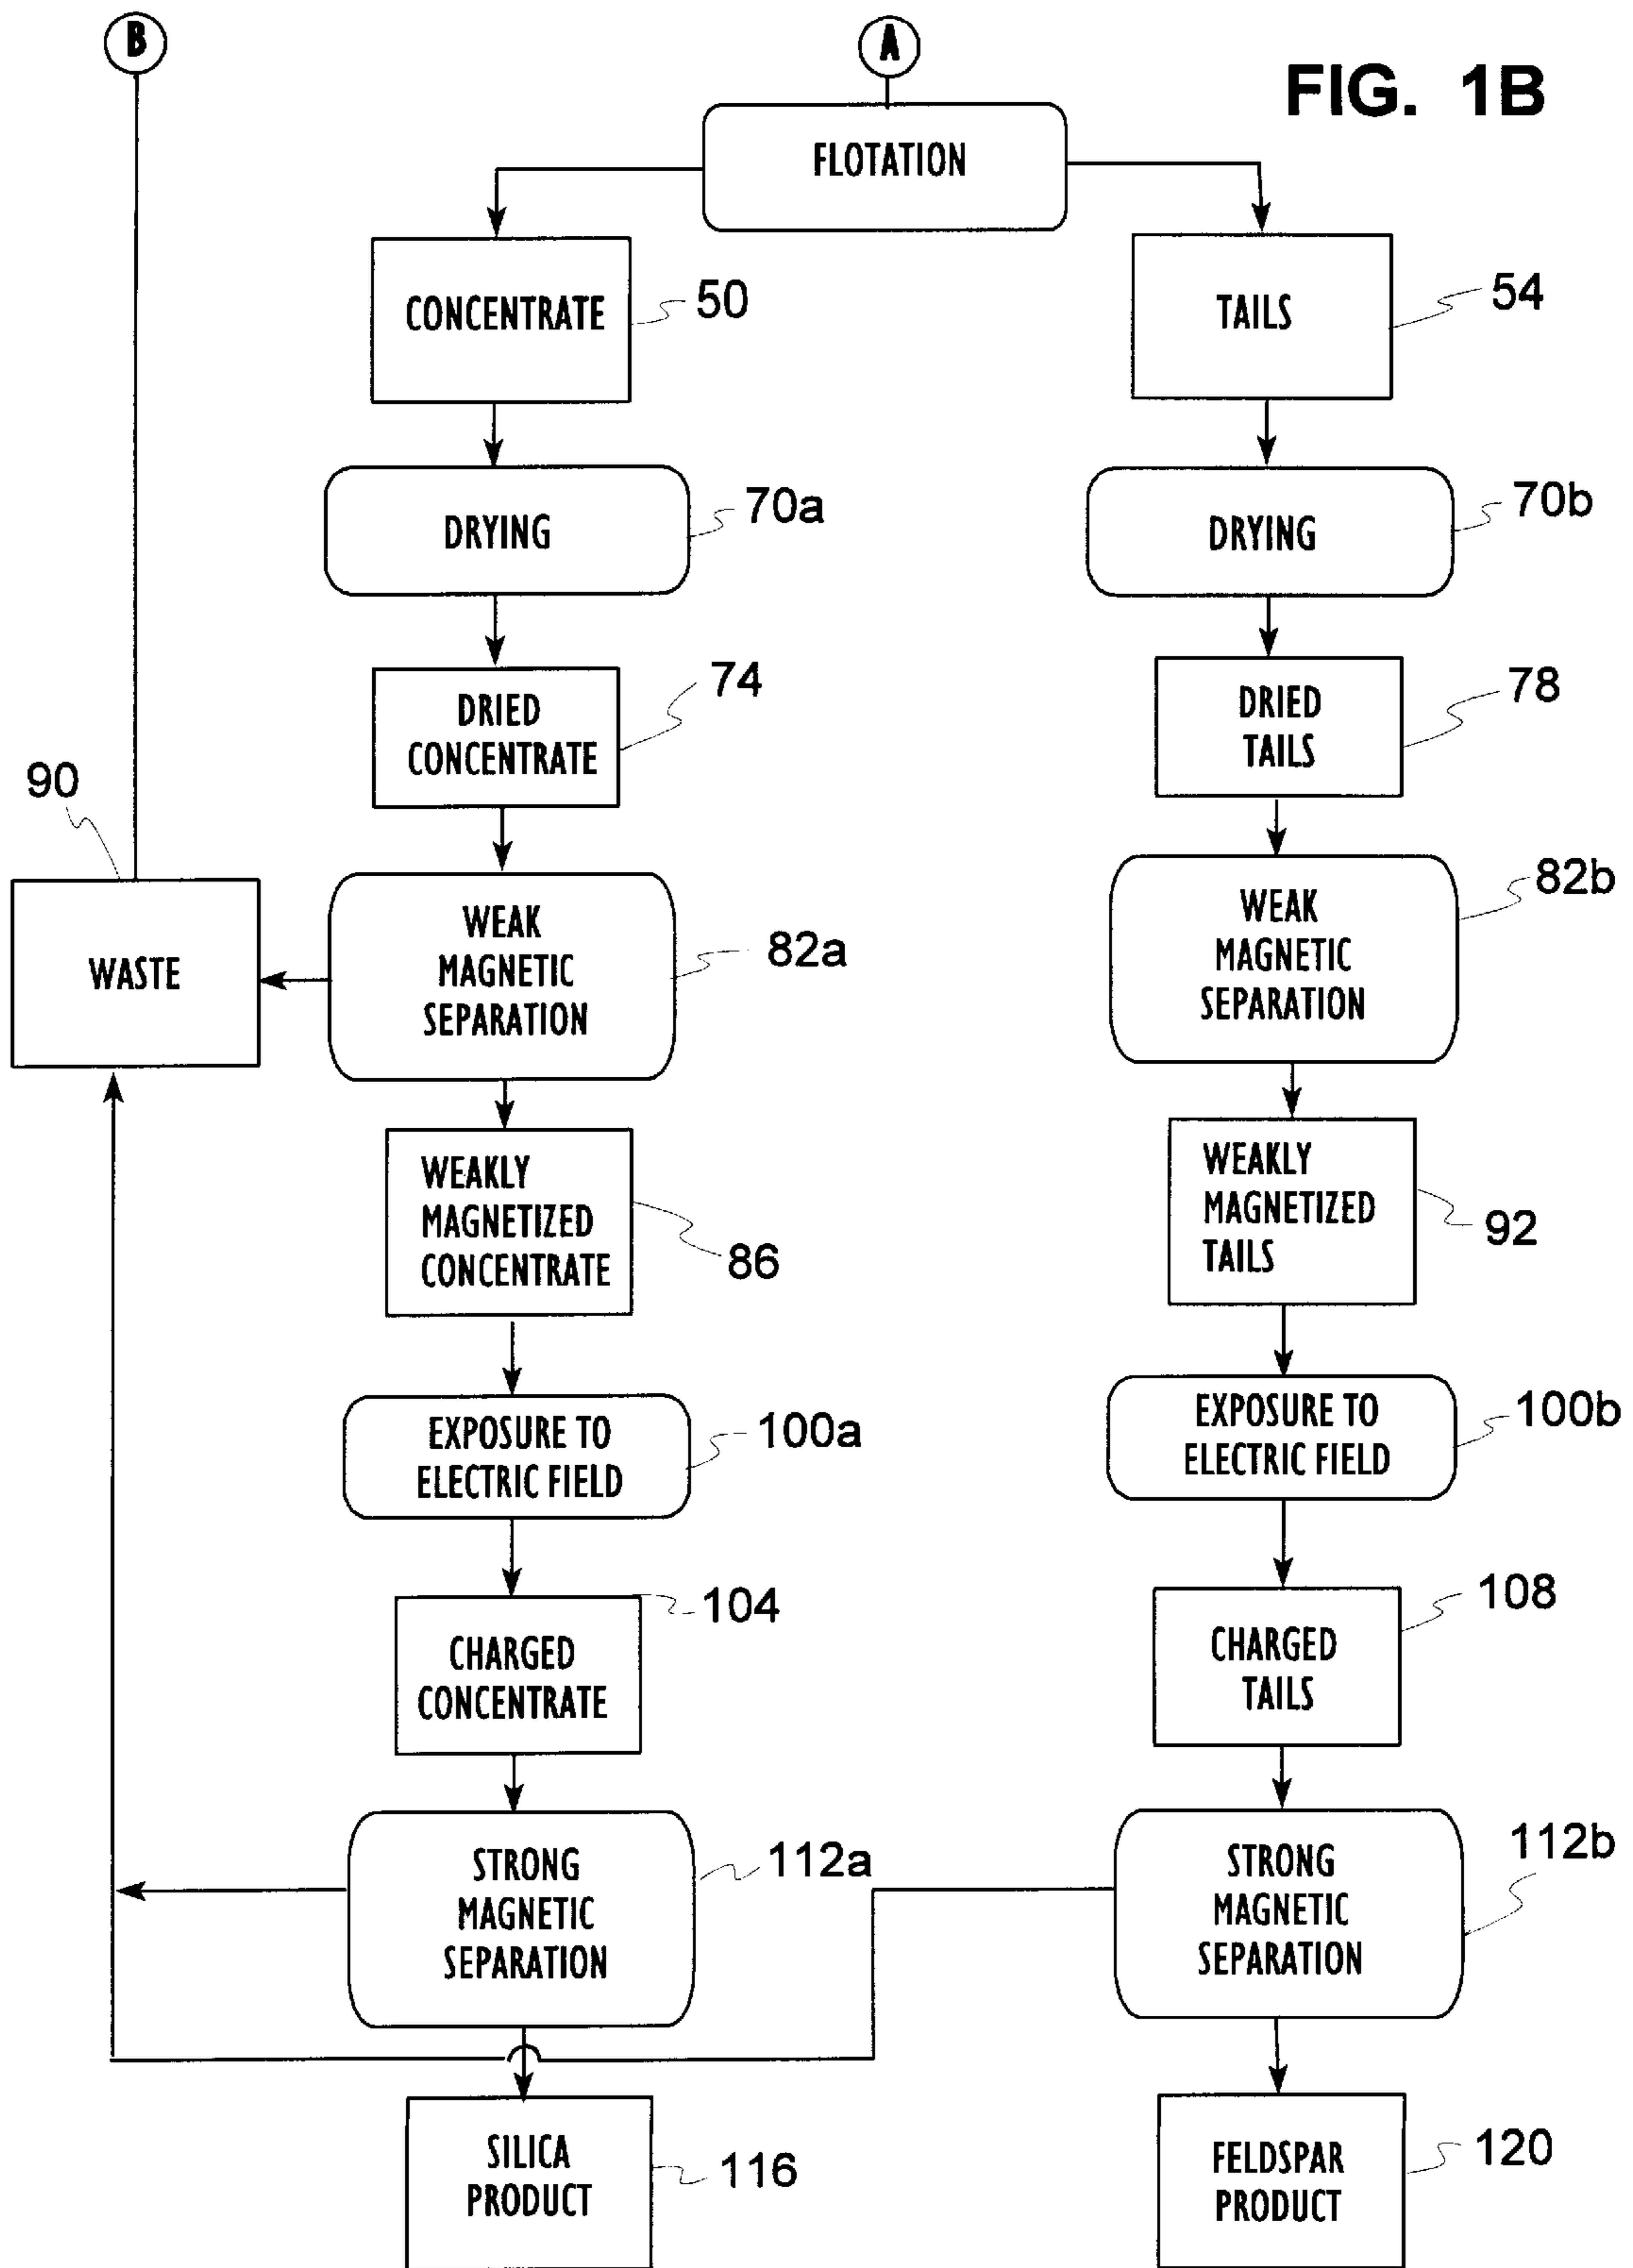 B
A
FIG. 1B
FLOTATION
CONCENTRATE
50
TAILS
54
DRYING
70a
DRYING
70b
DRIED
CONCENTRATE
74
DRIED
TAILS
78
90
WASTE
WEAK
MAGNETIC
SEPARATION
82a
WEAK
MAGNETIC
SEPARATION
82b
WEAKLY
MAGNETIZED
CONCENTRATE
86
WEAKLY
MAGNETIZED
TAILS
92
EXPOSURE TO
ELECTRIC FIELD
100a
EXPOSURE TO
ELECTRIC FIELD
100b
CHARGED
CONCENTRATE
104
CHARGED
TAILS
108
STRONG
MAGNETIC
SEPARATION
112a
STRONG
MAGNETIC
SEPARATION
112b
SILICA
PRODUCT
116
FELDSPAR
PRODUCT
120